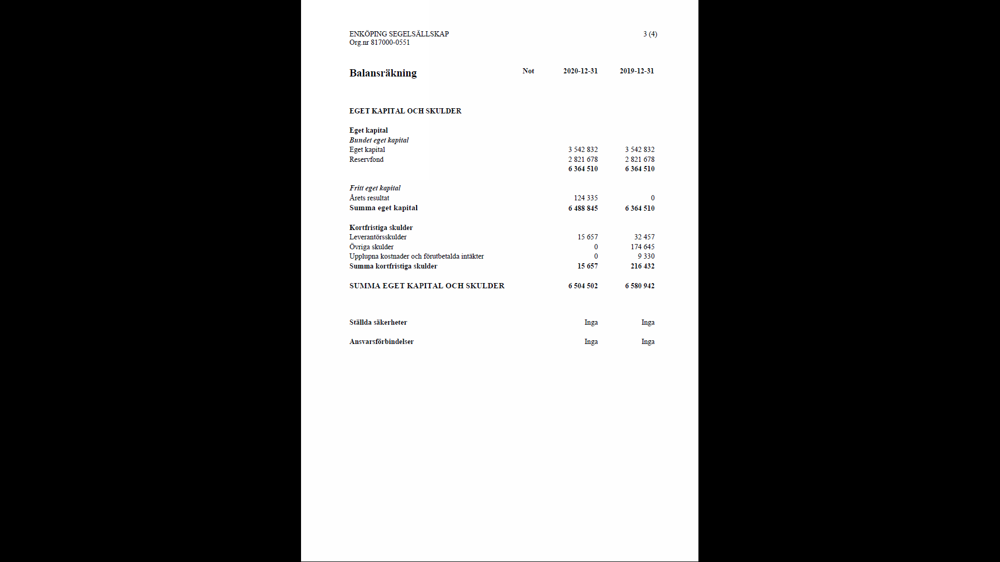 ENKÖPING SEGELSÄLLSKAP 3 (4)
Org.nr 817000-0551
Balansräkning Not 2020-12-31 2019-12-31
EGET KAPITAL OCH SKULDER
Eget kapital
Bundet eget kapital
Eget kapital 3 542 832 3 542 832
Reservfond 2 821 678 2 821 678
6 364 510 6 364 510
Fritt eget kapital
Årets resultat 124 335 0
Summa eget kapital 6 488 845 6 364 510
Kortfristiga skulder
Leverantörsskulder 15 657 32 457
Övriga skulder 0 174 645
Upplupna kostnader och förutbetalda intäkter 0 9 330
Summa kortfristiga skulder 15 657 216 432
SUMMA EGET KAPITAL OCH SKULDER 6 504 502 6 580 942
Ställda säkerheter Inga Inga
Ansvarsförbindelser Inga Inga